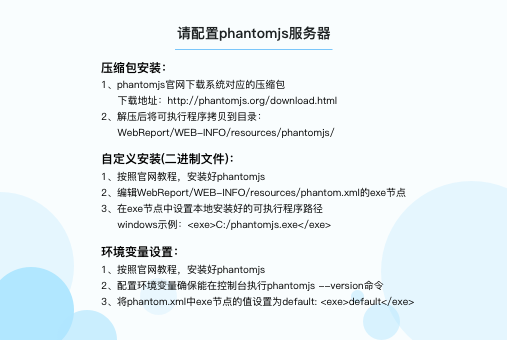 请配置phantomjs服务器
压缩包安装：
1、phantomjs官网下载系统对应的压缩包
下载地址：http://phantomjs.org/download.html
2、解压后将可执行程序拷贝到目录：
WebReport/WEB-INFO/resources/phantomjs/
自定义安装(二进制文件)：
1、按照官网教程，安装好phantomjs
2、编辑WebReport/WEB-INFO/resources/phantom.xml的exe节点
3、在exe节点中设置本地安装好的可执行程序路径
windows示例：<exe>C:/phantomjs.exe</exe>
环境变量设置：
1、按照官网教程，安装好phantomjs
2、配置环境变量确保能在控制台执行phantomjs --version命令
3、将phantom.xml中exe节点的值设置为default: <exe>default</exe>